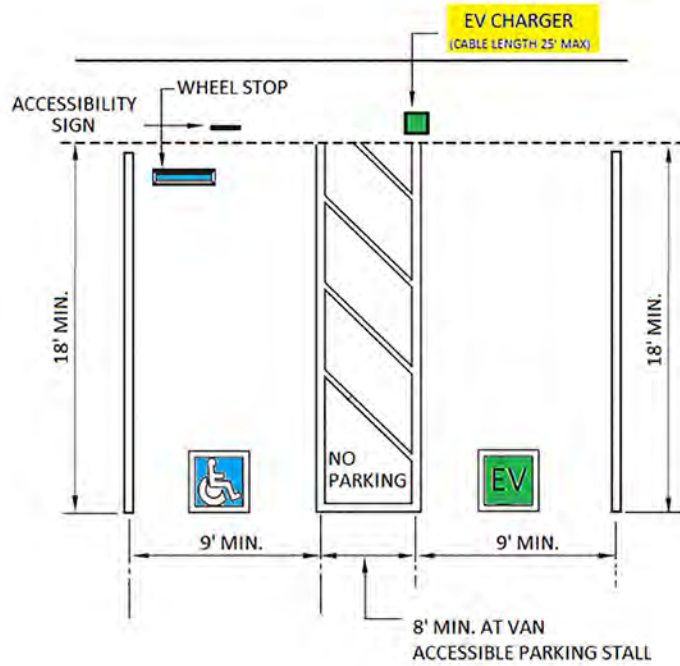 EV CHARGER
(CABLE LENGTH 25' MAX)
WHEEL STOP
ACCESSIBILITY
SIGN
18' MIN.
18' MIN.
NO
PARKING
EV
9' MIN.
9' MIN.
8' MIN. AT VAN
ACCESSIBLE PARKING STALL